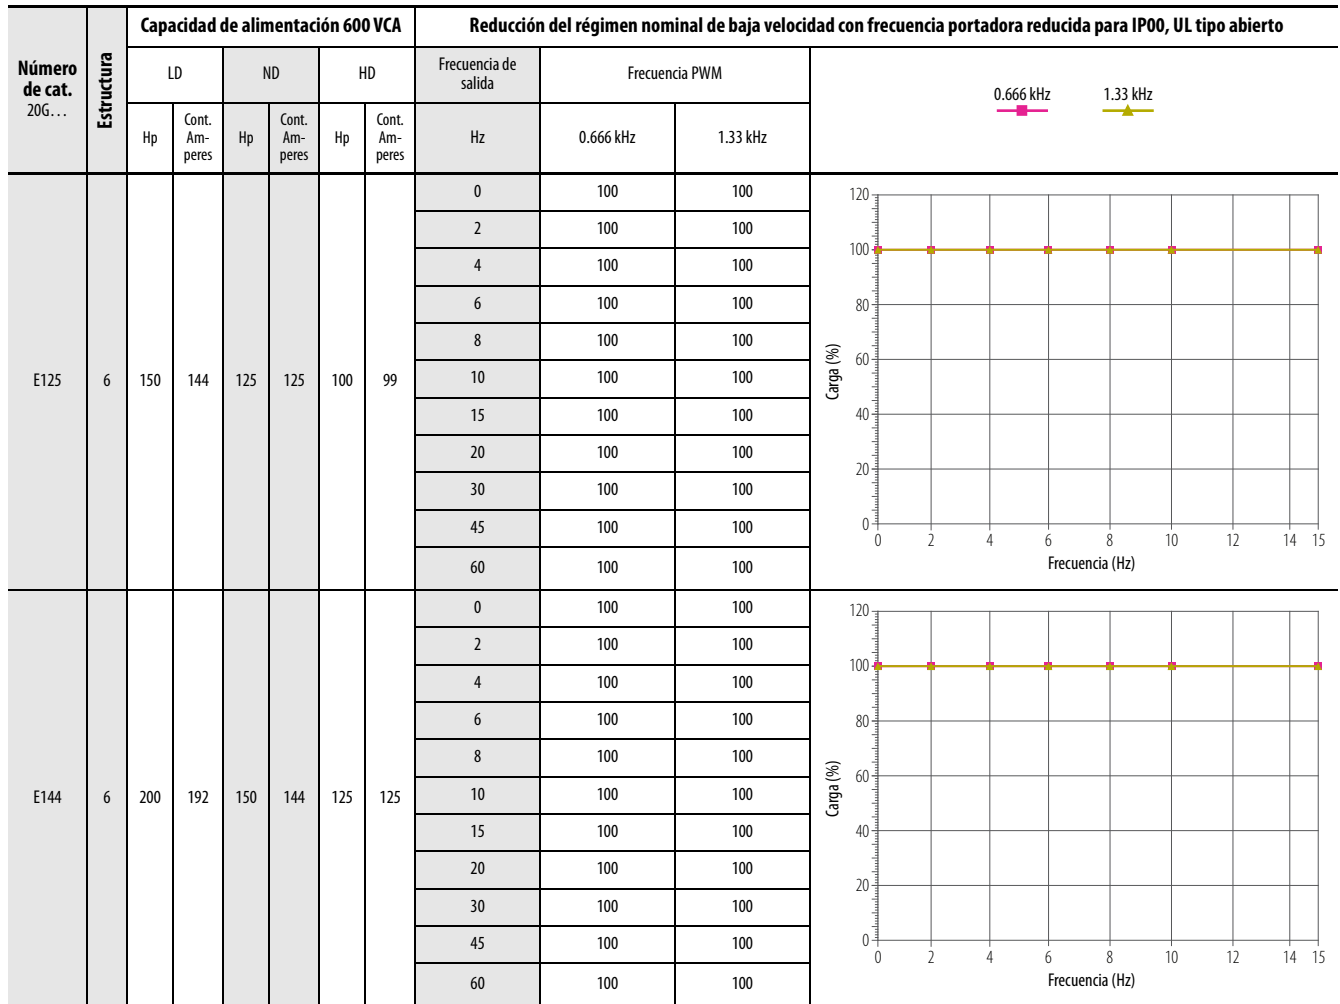 Número
de cat.
20G...
Estructura
Capacidad de alimentación 600 VCA
Reducción del régimen nominal de baja velocidad con frecuencia portadora reducida para IP00, UL tipo abierto
LD
ND
HD
Frecuencia de
salida
Frecuencia PWM
0.666 kHz
1.33 kHz
Hp
Cont.
Am-
peres
Hp
Cont.
Am-
peres
Hp
Cont.
Am-
peres
Hz
0.666 kHz
1.33 kHz
E125 6 150 144 125 125 100 99
0 100 100
2 100 100
4 100 100
6 100 100
8 100 100
10 100 100
15 100 100
20 100 100
30 100 100
45 100 100
60 100 100
120
100
80
60
40
20
0
Carga (%)
0 2 4 6 8 10 12 14 15
Frecuencia (Hz)
E144 6 200 192 150 144 125 125
0 100 100
2 100 100
4 100 100
6 100 100
8 100 100
10 100 100
15 100 100
20 100 100
30 100 100
45 100 100
60 100 100
120
100
80
60
40
20
0
Carga (%)
0 2 4 6 8 10 12 14 15
Frecuencia (Hz)